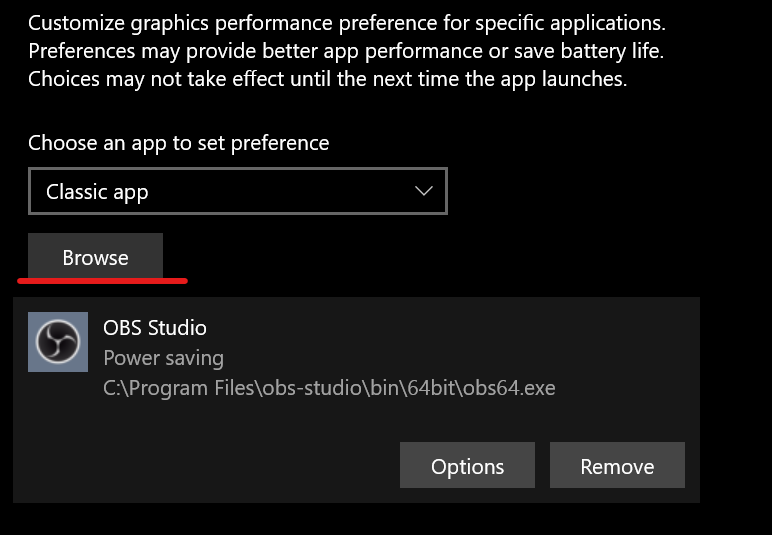 Customize graphics performance preference for specific applications.
Preferences may provide better app performance or save battery life.
Choices may not take effect until the next time the app launches.
Choose an app to set preference
Classic app
Browse
OBS Studio
Power saving
C:\Program Files\obs-studio\bin\64bit\obs64.exe
Options
Remove